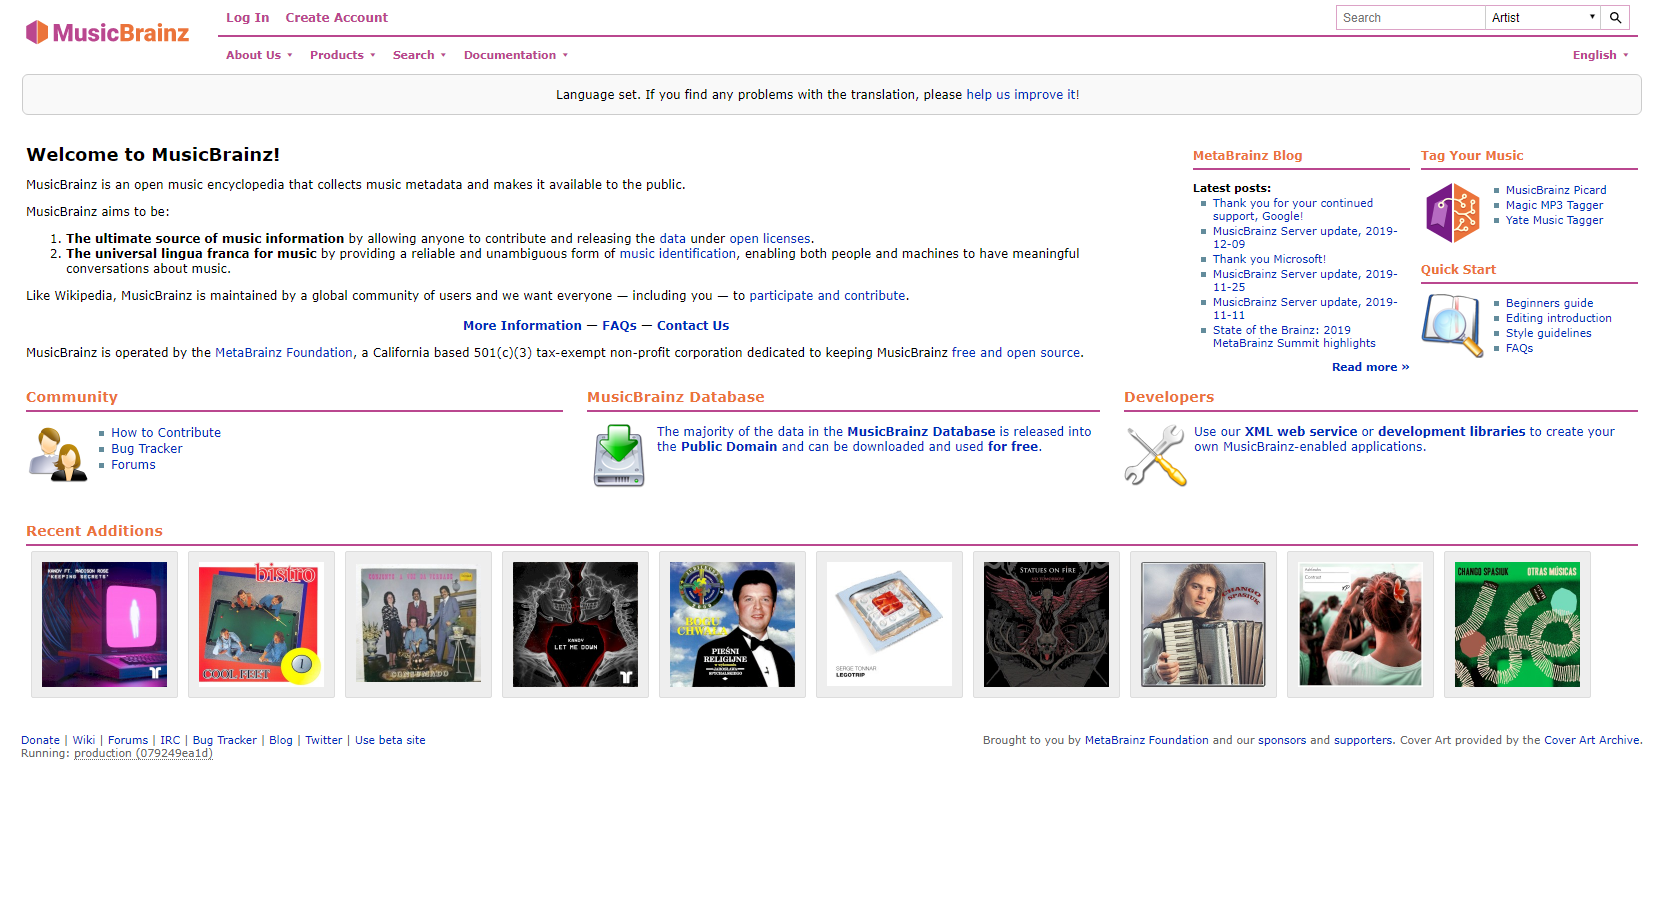 MusicBrainz
Log In Create Account
Search Artist
About Us Products Search Documentation English
Language set. If you find any problems with the translation, please help us improve it!
Welcome to MusicBrainz!
MusicBrainz is an open music encyclopedia that collects music metadata and makes it available to the public.
MusicBrainz aims to be:
1. The ultimate source of music information by allowing anyone to contribute and releasing the data under open licenses.
2. The universal lingua franca for music by providing a reliable and unambiguous form of music identification, enabling both people and machines to have meaningful
conversations about music.
Like Wikipedia, MusicBrainz is maintained by a global community of users and we want everyone — including you — to participate and contribute.
More Information — FAQs — Contact Us
MusicBrainz is operated by the MetaBrainz Foundation, a California based 501(c)(3) tax-exempt non-profit corporation dedicated to keeping MusicBrainz free and open source.
MetaBrainz Blog
Latest posts:
Thank you for your continued
support, Google!
MusicBrainz Server update, 2019-
12-09
Thank you Microsoft!
MusicBrainz Server update, 2019-
11-25
MusicBrainz Server update, 2019-
11-11
State of the Brainz: 2019
MetaBrainz Summit highlights
Read more »
Tag Your Music
MusicBrainz Picard
Magic MP3 Tagger
Yate Music Tagger
Quick Start
Beginners guide
Editing introduction
Style guidelines
FAQs
Community
How to Contribute
Bug Tracker
Forums
MusicBrainz Database
The majority of the data in the MusicBrainz Database is released into
the Public Domain and can be downloaded and used for free.
Developers
Use our XML web service or development libraries to create your
own MusicBrainz-enabled applications.
Recent Additions
KANDY FT. MADISON ROSE
'KEEPING SECRETS'
bistro
COOL FRET
1
CONSUMADO
KANDY
LET ME DOWN
BOGU
CHWAŁA
PIEŚNI
RELIGIJNE
SERGE TONNAR
LEGOTRIP
STATUES ON FIRE
CHANGO
SPASIUK
Contrast
CHANGO SPASIUK OTRAS MÚSICAS
Donate | Wiki | Forums | IRC | Bug Tracker | Blog | Twitter | Use beta site
Running: production (079249ea1d)
Brought to you by MetaBrainz Foundation and our sponsors and supporters. Cover Art provided by the Cover Art Archive.